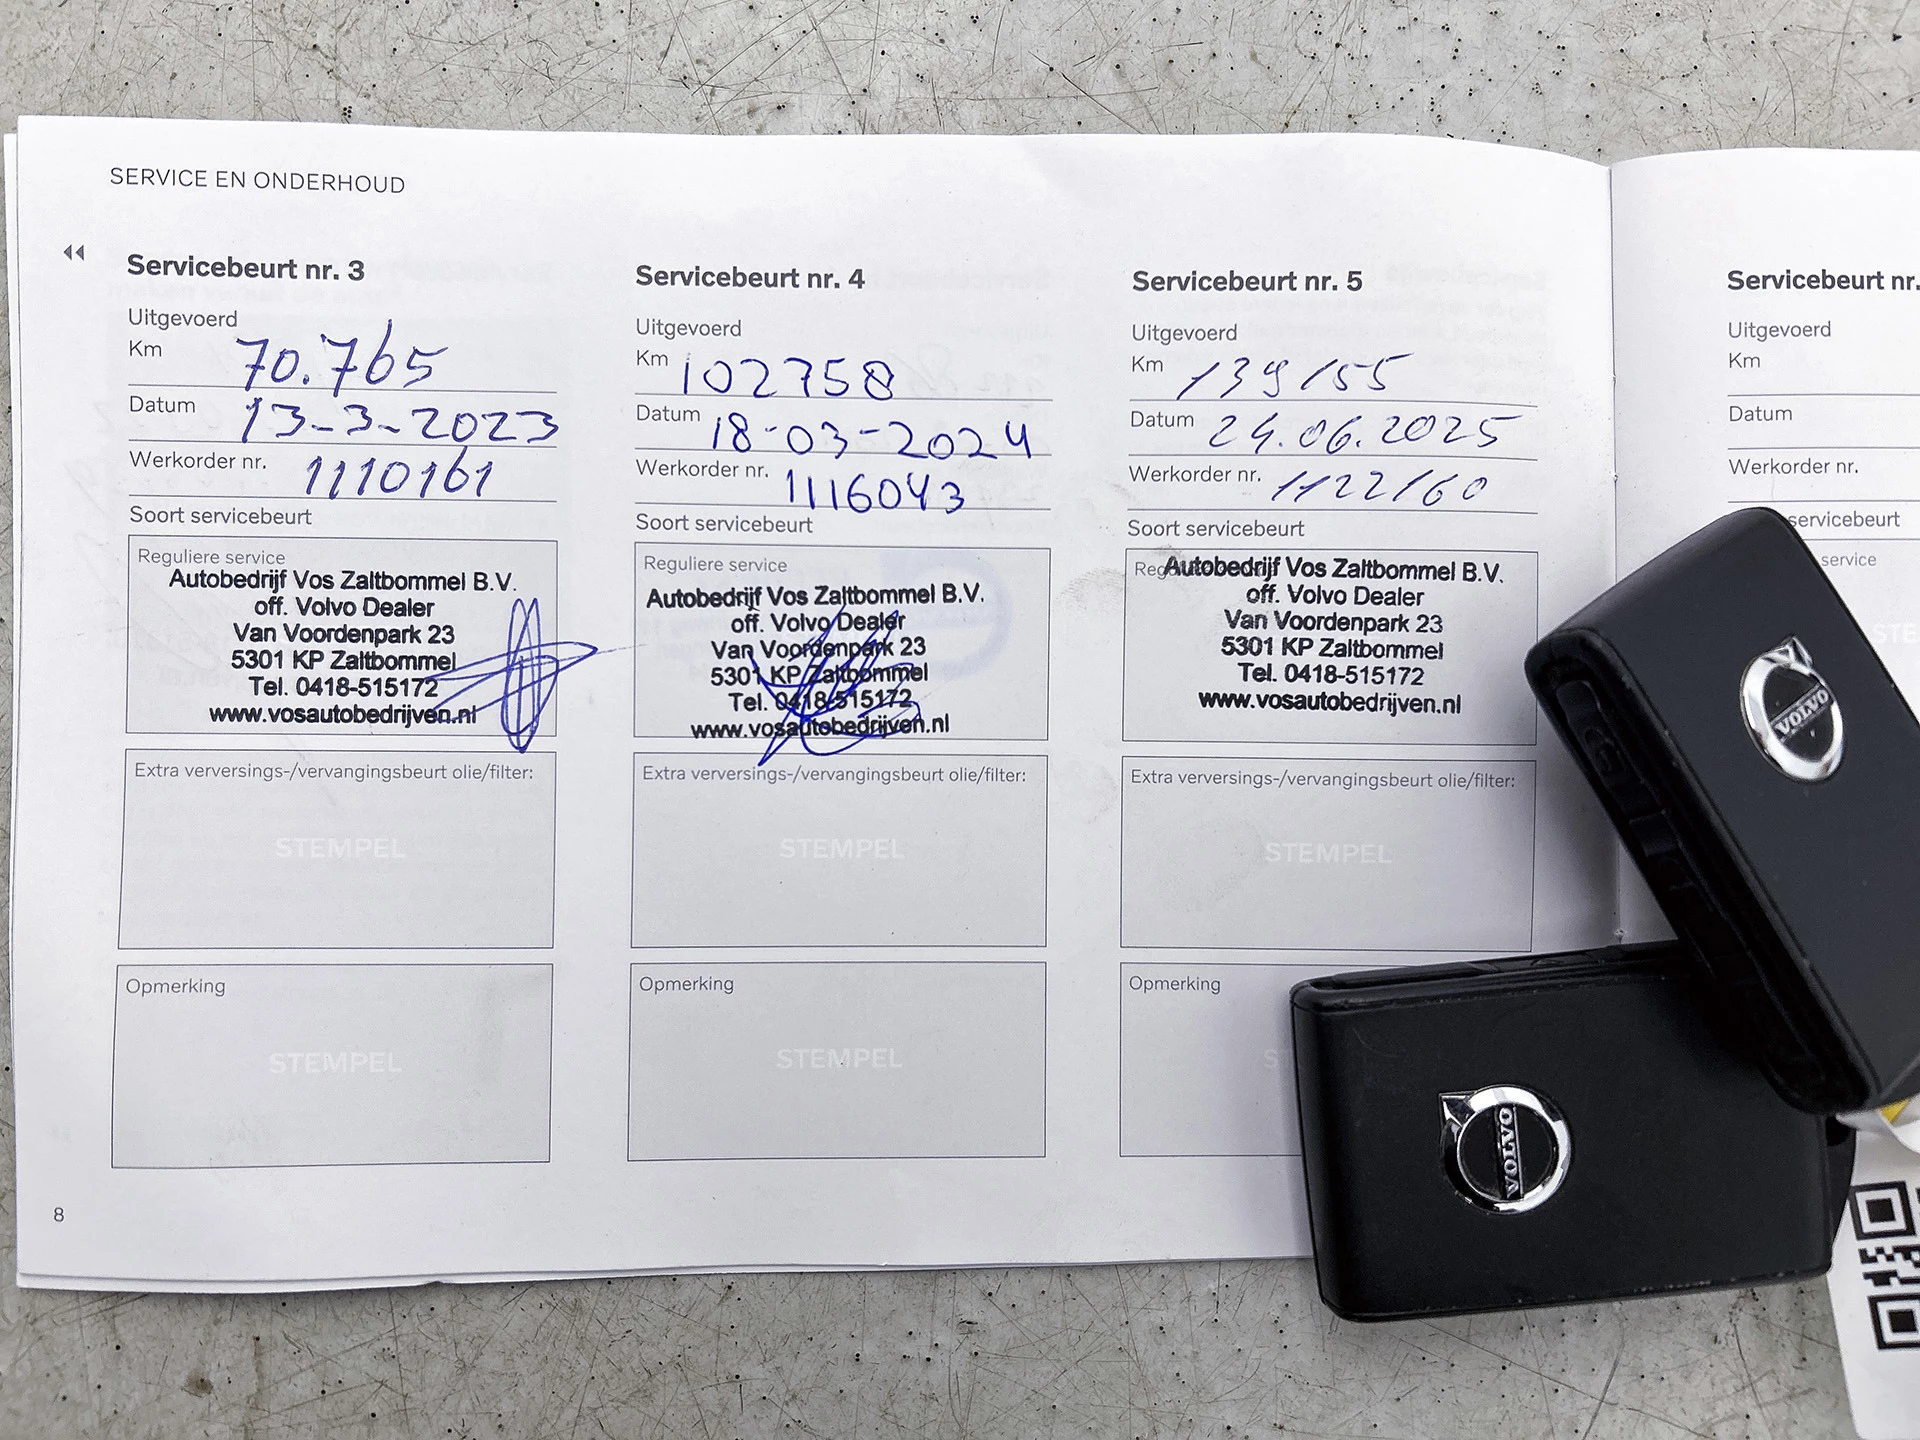 SERVICE EN ONDERHOUD
Servicebeurt nr. 3
Uitgevoerd
Km 70.765
Datum 13-3-2023
Werkorder nr. 1110161
Soort servicebeurt
Reguliere service
Autobedrijf Vos Zaltbommel B.V.
off. Volvo Dealer
Van Voordenpark 23
5301 KP Zaltbommel
Tel. 0418-515172
www.vosautobedrijven.nl
Extra verversings-/vervangingsbeurt olie/filter:
STEMPEL
Opmerking
STEMPEL
8
Servicebeurt nr. 4
Uitgevoerd
Km 102758
Datum 18-03-2024
Werkorder nr. 1116043
Soort servicebeurt
Reguliere service
Autobedrijf Vos Zaltbommel B.V.
off. Volvo Dealer
Van Voordenpark 23
5301 KP Zaltbommel
Tel. 0418-515172
www.vosautobedrijven.nl
Extra verversings-/vervangingsbeurt olie/filter:
STEMPEL
Opmerking
STEMPEL
Servicebeurt nr. 5
Uitgevoerd
Km 139155
Datum 24.06.2025
Werkorder nr. 1122160
Soort servicebeurt
Autobedrijf Vos Zaltbommel B.V.
off. Volvo Dealer
Van Voordenpark 23
5301 KP Zaltbommel
Tel. 0418-515172
www.vosautobedrijven.nl
Extra verversings-/vervangingsbeurt olie/filter:
STEMPEL
Opmerking
ST
Servicebeurt nr.
Uitgevoerd
Km
Datum
Werkorder nr.
servicebeurt
service
STE
VOLVO
VOLVO